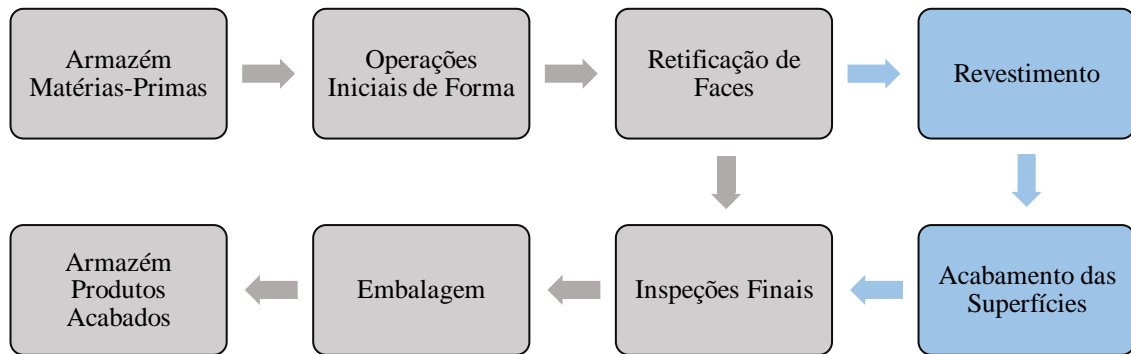 Armazém
Matérias-Primas
Operações
Iniciais de Forma
Retificação de
Faces
Revestimento
Armazém
Produtos
Acabados
Embalagem
Inspeções Finais
Acabamento das
Superfícies